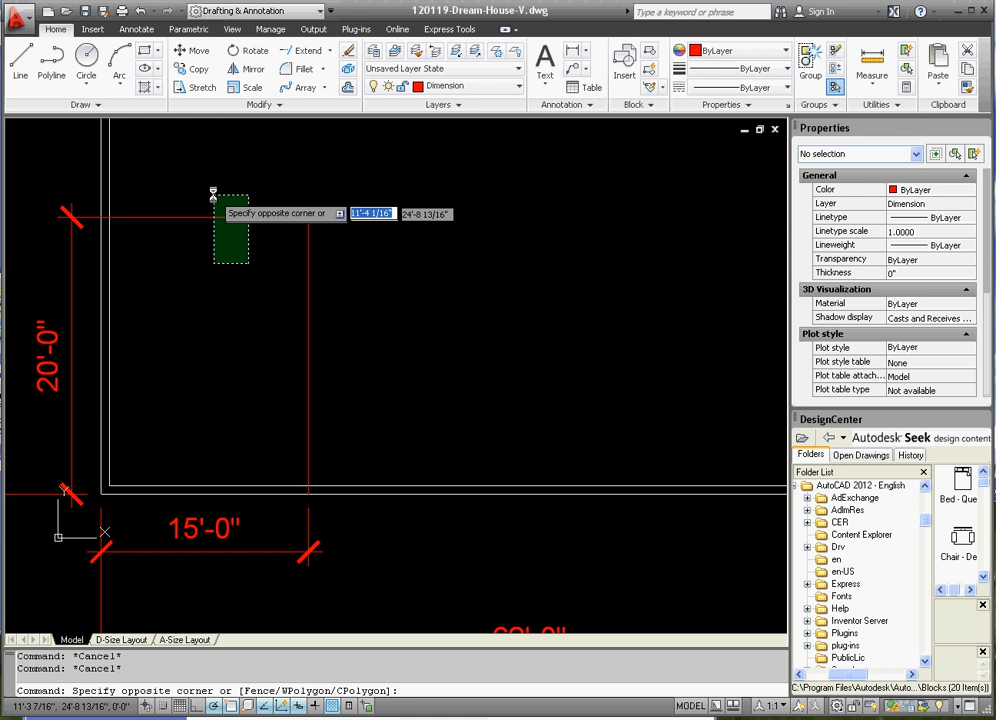 Drafting & Annotation
120119-Dream-House-V.dwg
Type a keyword or phrase
Sign In
Home
Insert
Annotate
Parametric
View
Manage
Output
Plug-ins
Online
Express Tools
Line
Polyline
Circle
Arc
Move
Rotate
Extend
Copy
Mirror
Fillet
Stretch
Scale
Array
Unsaved Layer State
Dimension
Text
Table
Insert
ByLayer
ByLayer
ByLayer
Group
Measure
Paste
Draw
Modify
Layers
Annotation
Block
Properties
Groups
Utilities
Clipboard
Specify opposite corner or
11'-4 1/16"
24'-8 13/16"
20'-0"
15'-0"
Y
X
Properties
No selection
General
Color ByLayer
Layer Dimension
Linetype ByLayer
Linetype scale 1.0000
Lineweight ByLayer
Transparency ByLayer
Thickness 0"
3D Visualization
Material ByLayer
Shadow display Casts and Receives ...
Plot style
Plot style ByLayer
Plot style table None
Plot table attach... Model
Plot table type Not available
DesignCenter
Autodesk Seek design content
Folders
Open Drawings
History
Folder List
AutoCAD 2012 - English
AdExchange
AdlmRes
CER
Content Explorer
Drv
en
en-US
Express
Fonts
Help
Inventor Server
Plugins
plug-ins
PublicLic
Bed - Que
Chair - De
C:\Program Files\Autodesk\Auto...\Blocks (20 Item(s))
Model
D-Size Layout
A-Size Layout
Command: *Cancel*
Command: *Cancel*
Command: Specify opposite corner or [Fence/WPolygon/CPolygon]:
11'-3 7/16", 24'-8 13/16", 0'-0"
MODEL
1:1